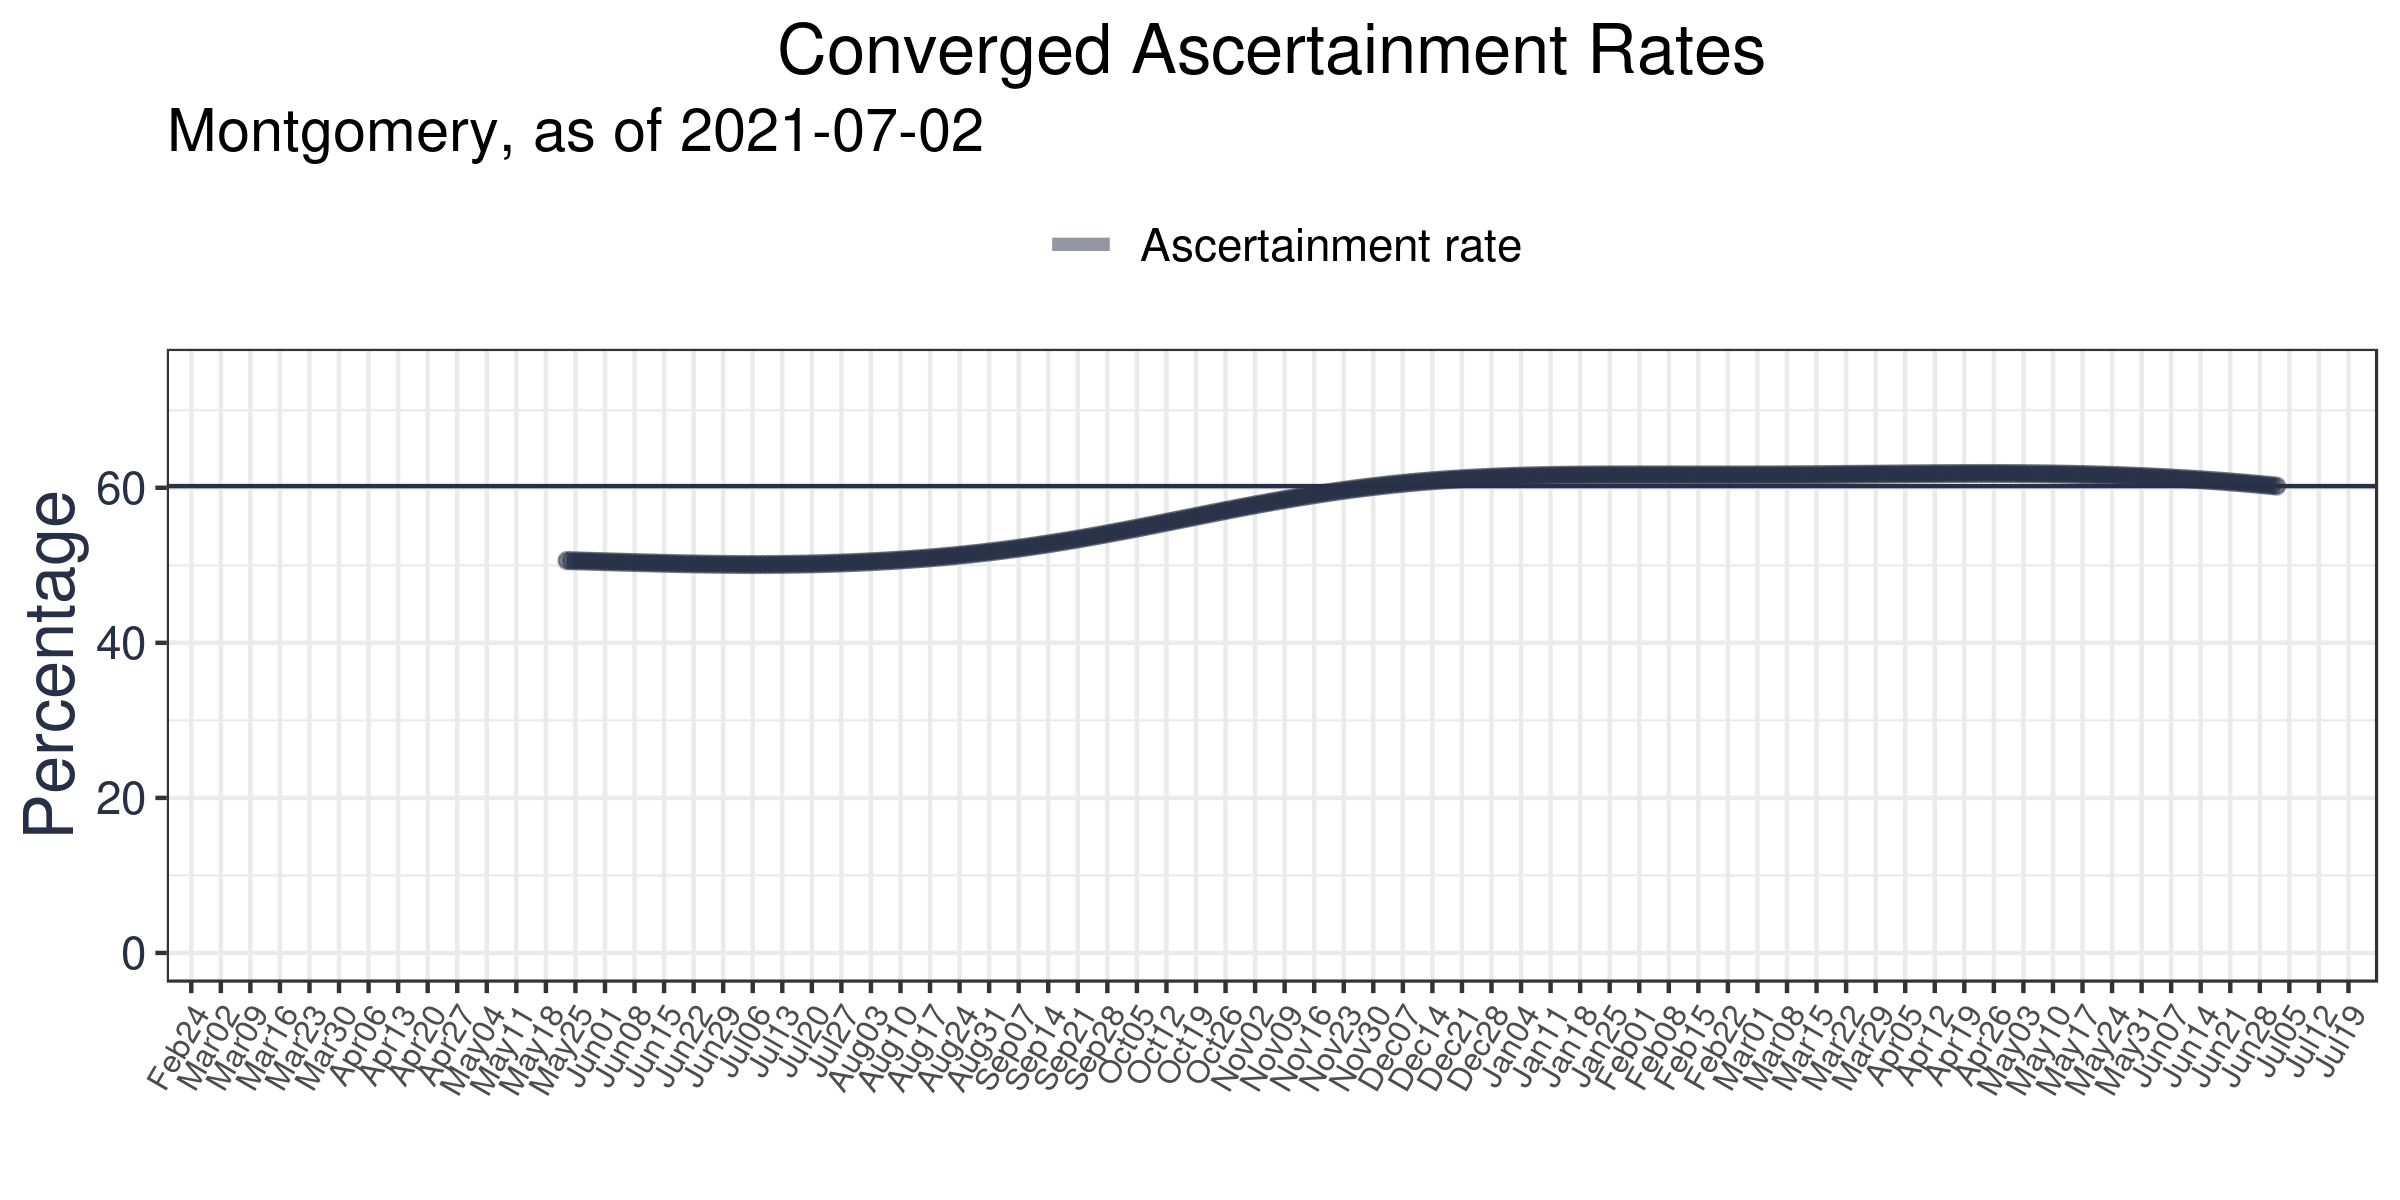 Converged Ascertainment Rates
Montgomery, as of 2021-07-02
Ascertainment rate
Percentage
60
40
20
0
Feb24
Mar02
Mar09
Mar16
Mar23
Mar30
Apr06
Apr13
Apr20
Apr27
May04
May11
May18
May25
Jun01
Jun08
Jun15
Jun22
Jun29
Jul06
Jul13
Jul20
Jul27
Aug03
Aug10
Aug17
Aug24
Aug31
Sep07
Sep14
Sep21
Sep28
Oct05
Oct12
Oct19
Oct26
Nov02
Nov09
Nov16
Nov23
Nov30
Dec07
Dec14
Dec21
Dec28
Jan04
Jan11
Jan18
Jan25
Feb01
Feb08
Feb15
Feb22
Mar01
Mar08
Mar15
Mar22
Mar29
Apr05
Apr12
Apr19
Apr26
May03
May10
May17
May24
May31
Jun07
Jun14
Jun21
Jun28
Jul05
Jul12
Jul19